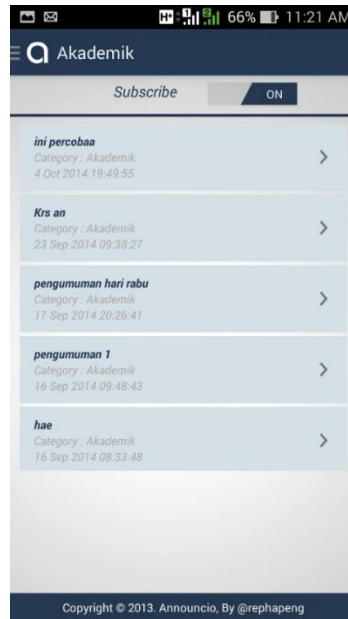 H+ 1 2 66% 11:21 AM
Akademik
Subscribe ON
ini percobaa
Category : Akademik
4 Oct 2014 19:49:55
Krs an
Category : Akademik
23 Sep 2014 09:38:27
pengumuman hari rabu
Category : Akademik
17 Sep 2014 20:26:41
pengumuman 1
Category : Akademik
16 Sep 2014 09:48:43
hae
Category : Akademik
16 Sep 2014 08:33:48
Copyright © 2013. Announcio, By @rephapeng